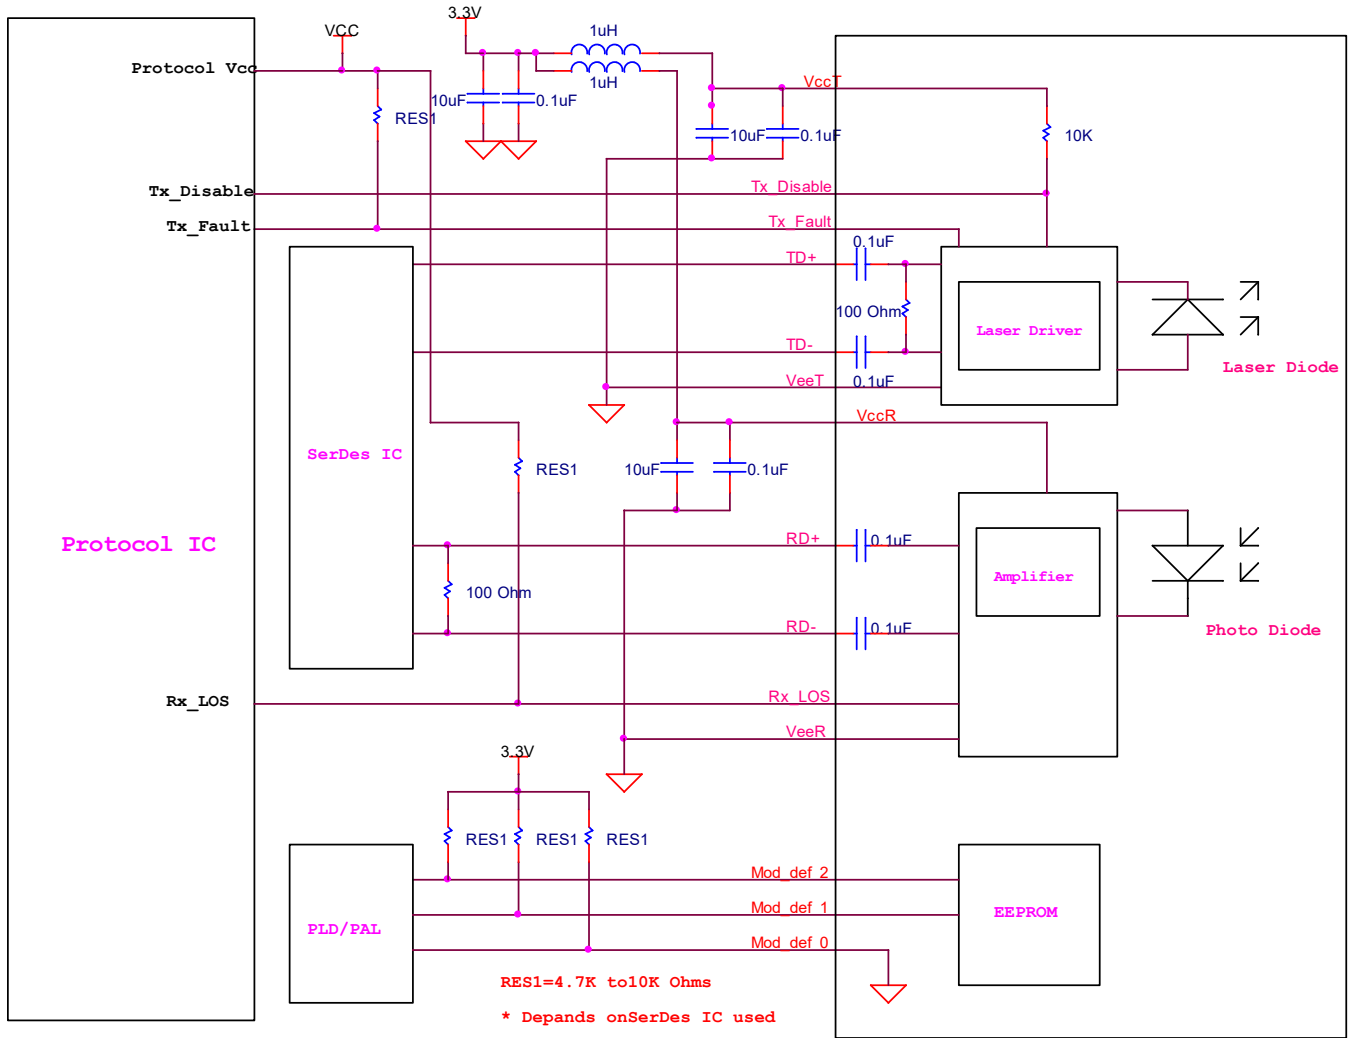 3.3V
VCC
1uH
Protocol Vcc
1uH
VccT
10uF
0.1uF
RES1
10uF
0.1uF
10K
Tx_Disable
Tx_Disable
Tx_Fault
Tx_Fault
0.1uF
TD+
100 Ohm
Laser Driver
TD-
Laser Diode
VeeT
0.1uF
VccR
SerDes IC
RES1
10uF
0.1uF
Protocol IC
RD+
0.1uF
Amplifier
100 Ohm
RD-
0.1uF
Photo Diode
Rx_LOS
Rx_LOS
VeeR
3.3V
RES1
RES1
RES1
Mod_def 2
Mod_def 1
EEPROM
PLD/PAL
Mod_def 0
RES1=4.7K to10K Ohms
* Depands onSerDes IC used